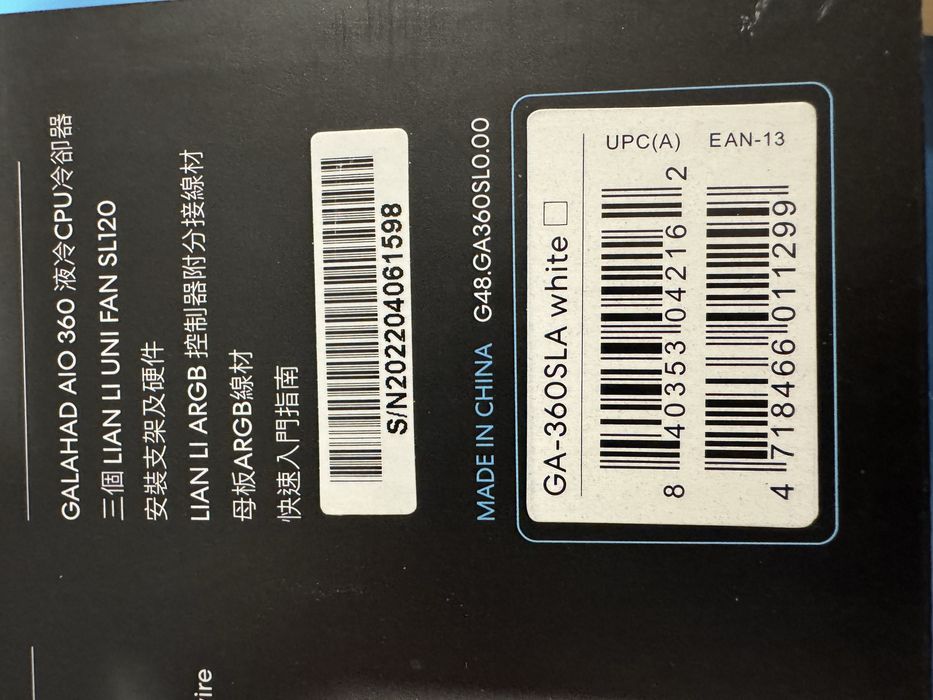 GALAHAD AIO 360 液冷CPU冷卻器
三個 LIAN LI UNI FAN SL120
安裝支架及硬件
LIAN LI ARGB 控制器附分接線材
母板ARGB線材
快速入門指南
S/N202204061598
MADE IN CHINA G48.GA360SL0.00
GA-360SLA white □
UPC(A)
8 40353 04216 2
EAN-13
4 718466 011299